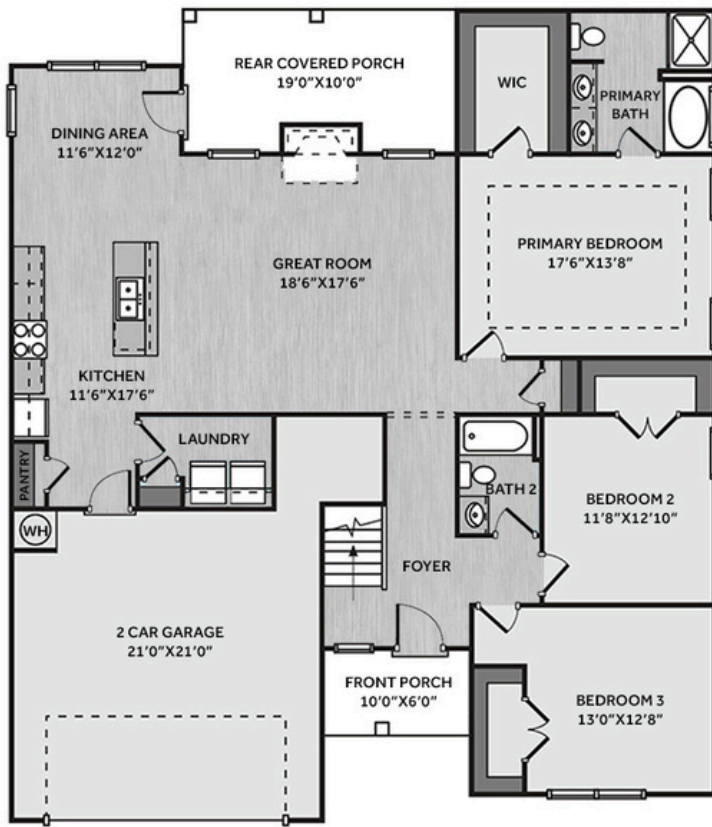 REAR COVERED PORCH
19'0"X10'0"
WIC
PRIMARY
BATH
DINING AREA
11'6"X12'0"
GREAT ROOM
18'6"X17'6"
PRIMARY BEDROOM
17'6"X13'8"
KITCHEN
11'6"X17'6"
LAUNDRY
PANTRY
WH
BATH 2
BEDROOM 2
11'8"X12'10"
FOYER
2 CAR GARAGE
21'0"X21'0"
FRONT PORCH
10'0"X6'0"
BEDROOM 3
13'0"X12'8"